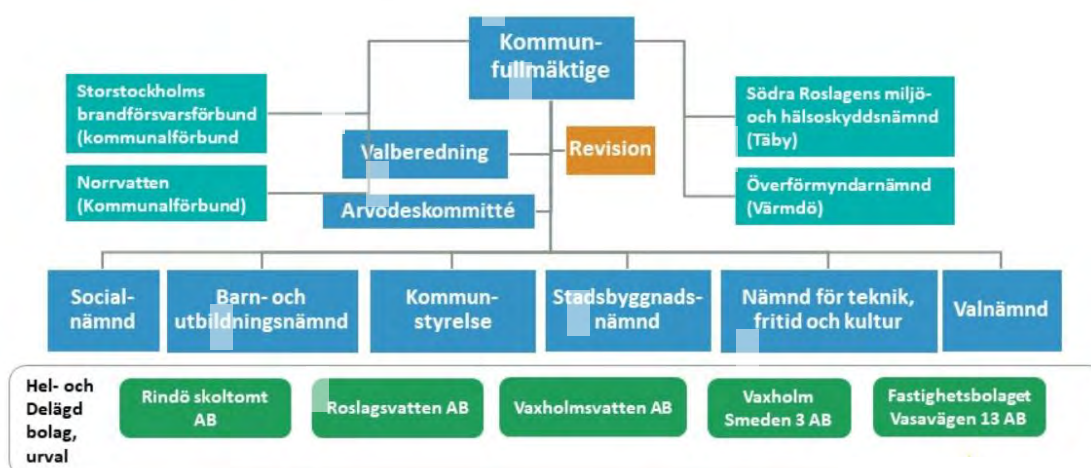 Kommun-
fullmäktige
Storstockholms
brandförsvarsförbund
(kommunalförbund
Norrvatten
(Kommunalförbund)
Valberedning
Arvodeskommitté
Revision
Södra Roslagens miljö-
och hälsoskyddsnämnd
(Täby)
Överförmyndarnämnd
(Värmdö)
Social-
nämnd
Barn- och
utbildningsnämnd
Kommun-
styrelse
Stadsbyggnads-
nämnd
Nämnd för teknik,
fritid och kultur
Valnämnd
Hel- och
Delägd
bolag,
urval
Rindö skoltomt
AB
Roslagsvatten AB
Vaxholmsvatten AB
Vaxholm
Smeden 3 AB
Fastighetsbolaget
Vasavägen 13 AB